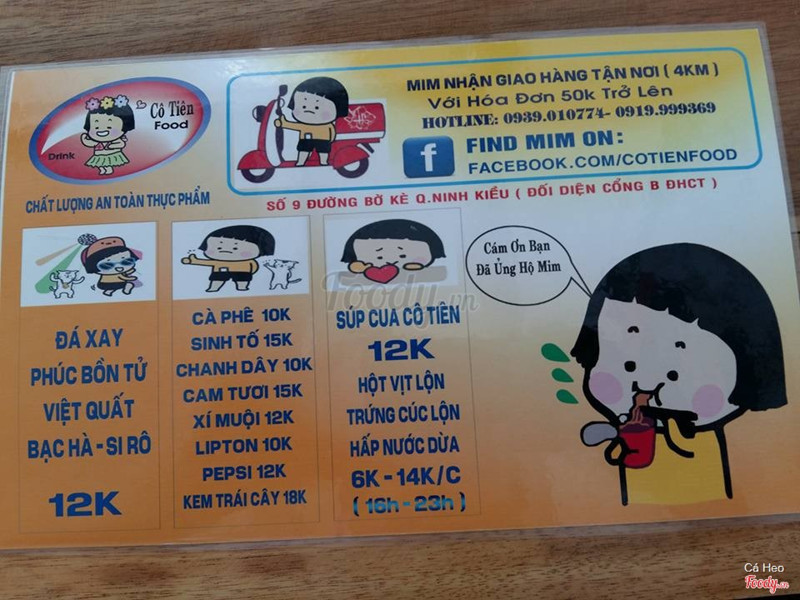 Cô Tiên
Food
Drink
CHẤT LƯỢNG AN TOÀN THỰC PHẨM
MIM NHẬN GIAO HÀNG TẬN NƠI ( 4KM )
Với Hóa Đơn 50k Trở Lên
HOTLINE: 0939.010774- 0919.999369
f
FIND MIM ON:
FACEBOOK.COM/COTIENFOOD
SỐ 9 ĐƯỜNG BỜ KÈ Q.NINH KIỀU ( ĐỐI DIỆN CỔNG B ĐHCT )
ĐÁ XAY
PHÚC BỒN TỬ
VIỆT QUẤT
BẠC HÀ - SI RÔ
12K
CÀ PHÊ 10K
SINH TỐ 15K
CHANH DÂY 10K
CAM TƯƠI 15K
XÍ MUỘI 12K
LIPTON 10K
PEPSI 12K
KEM TRÁI CÂY 18K
SÚP CUA CÔ TIÊN
12K
HỘT VỊT LỘN
TRỨNG CÚC LỘN
HẤP NƯỚC DỪA
6K - 14K/C
( 16h - 23h )
Cám Ơn Bạn
Đã Ủng Hộ Mim
Foody.vn
Cá Heo
Foody.vn